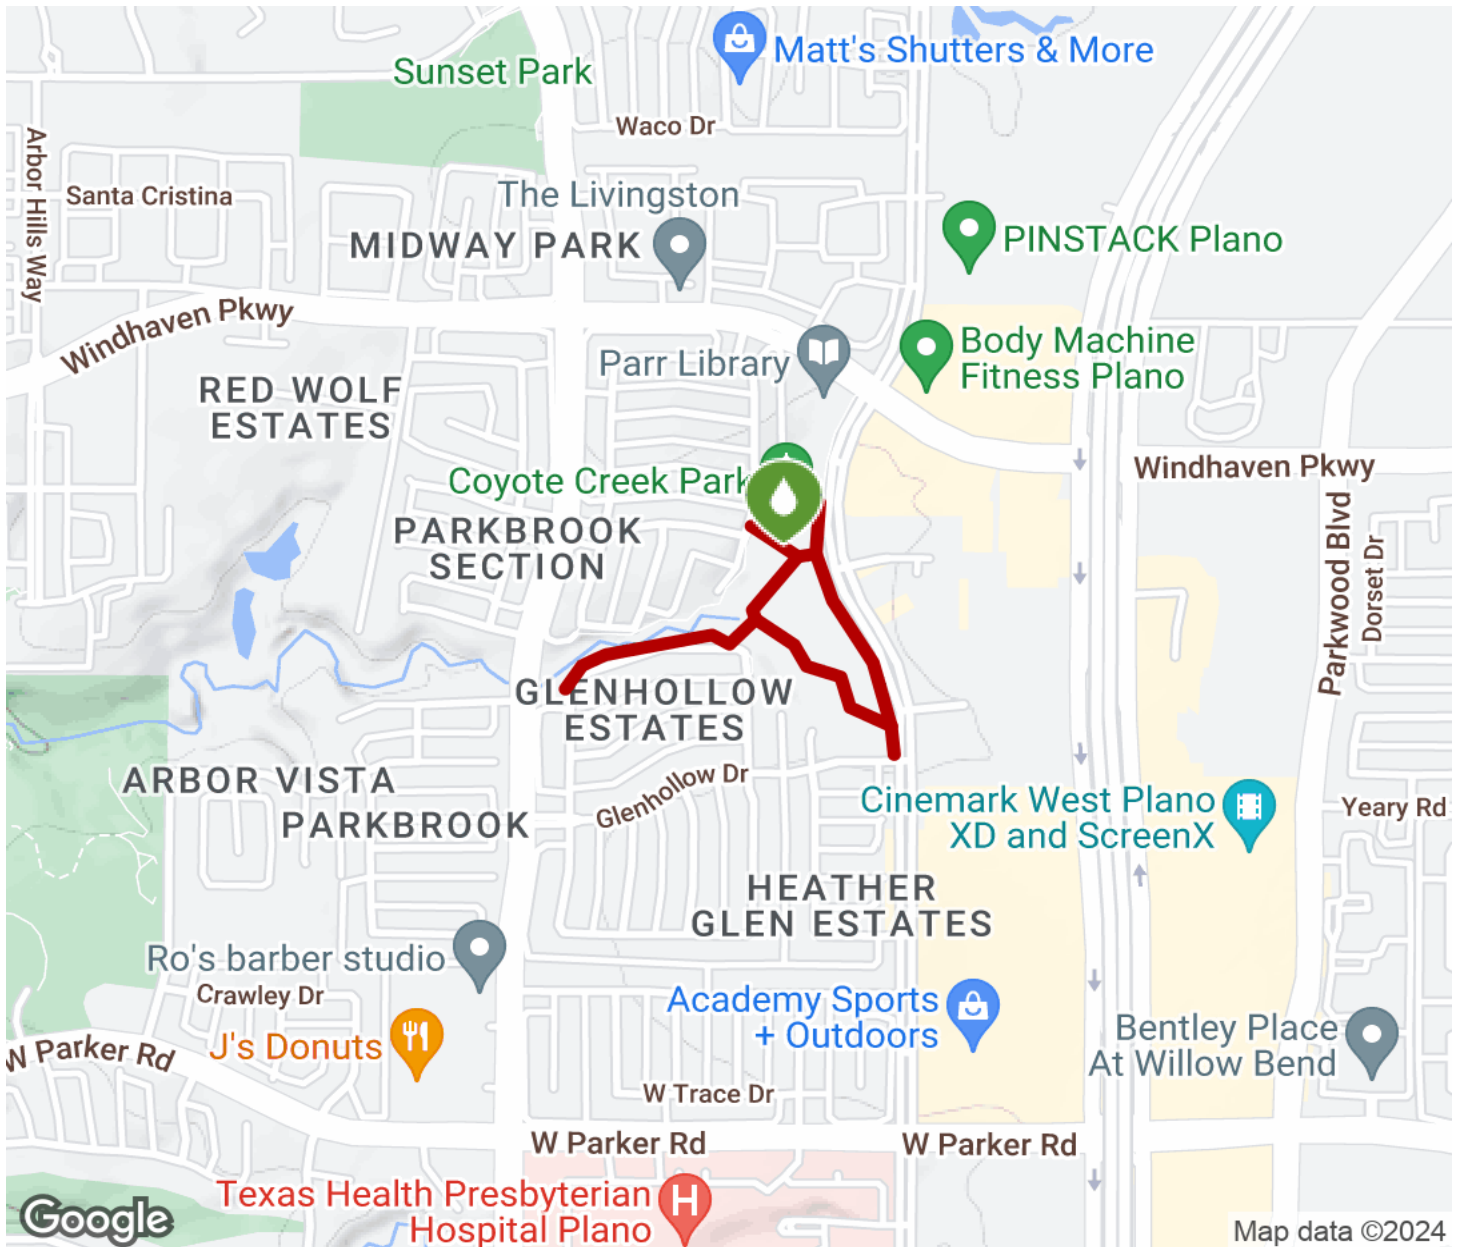 Sunset Park
Matt's Shutters & More
Waco Dr
Arbor Hills Way
Santa Cristina
The Livingston
MIDWAY PARK
PINSTACK Plano
Windhaven Pkwy
Parr Library
Body Machine
Fitness Plano
RED WOLF
ESTATES
Coyote Creek Park
Windhaven Pkwy
PARKBROOK
SECTION
Parkwood Blvd
Dorset Dr
GLENHOLLOW
ESTATES
ARBOR VISTA
PARKBROOK
Glenhollow Dr
Cinemark West Plano
XD and ScreenX
Yeary Rd
HEATHER
GLEN ESTATES
Ro's barber studio
Crawley Dr
J's Donuts
Academy Sports
+ Outdoors
Bentley Place
At Willow Bend
W Parker Rd
W Trace Dr
W Parker Rd
W Parker Rd
Texas Health Presbyterian
Hospital Plano
H
Google
Map data ©2024